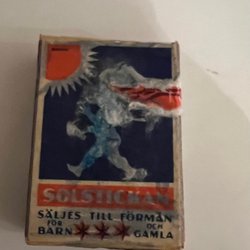 SOLSTICKAN
SÄLJES TILL FÖRMÅN
FÖR OCH
BARN GAMLA